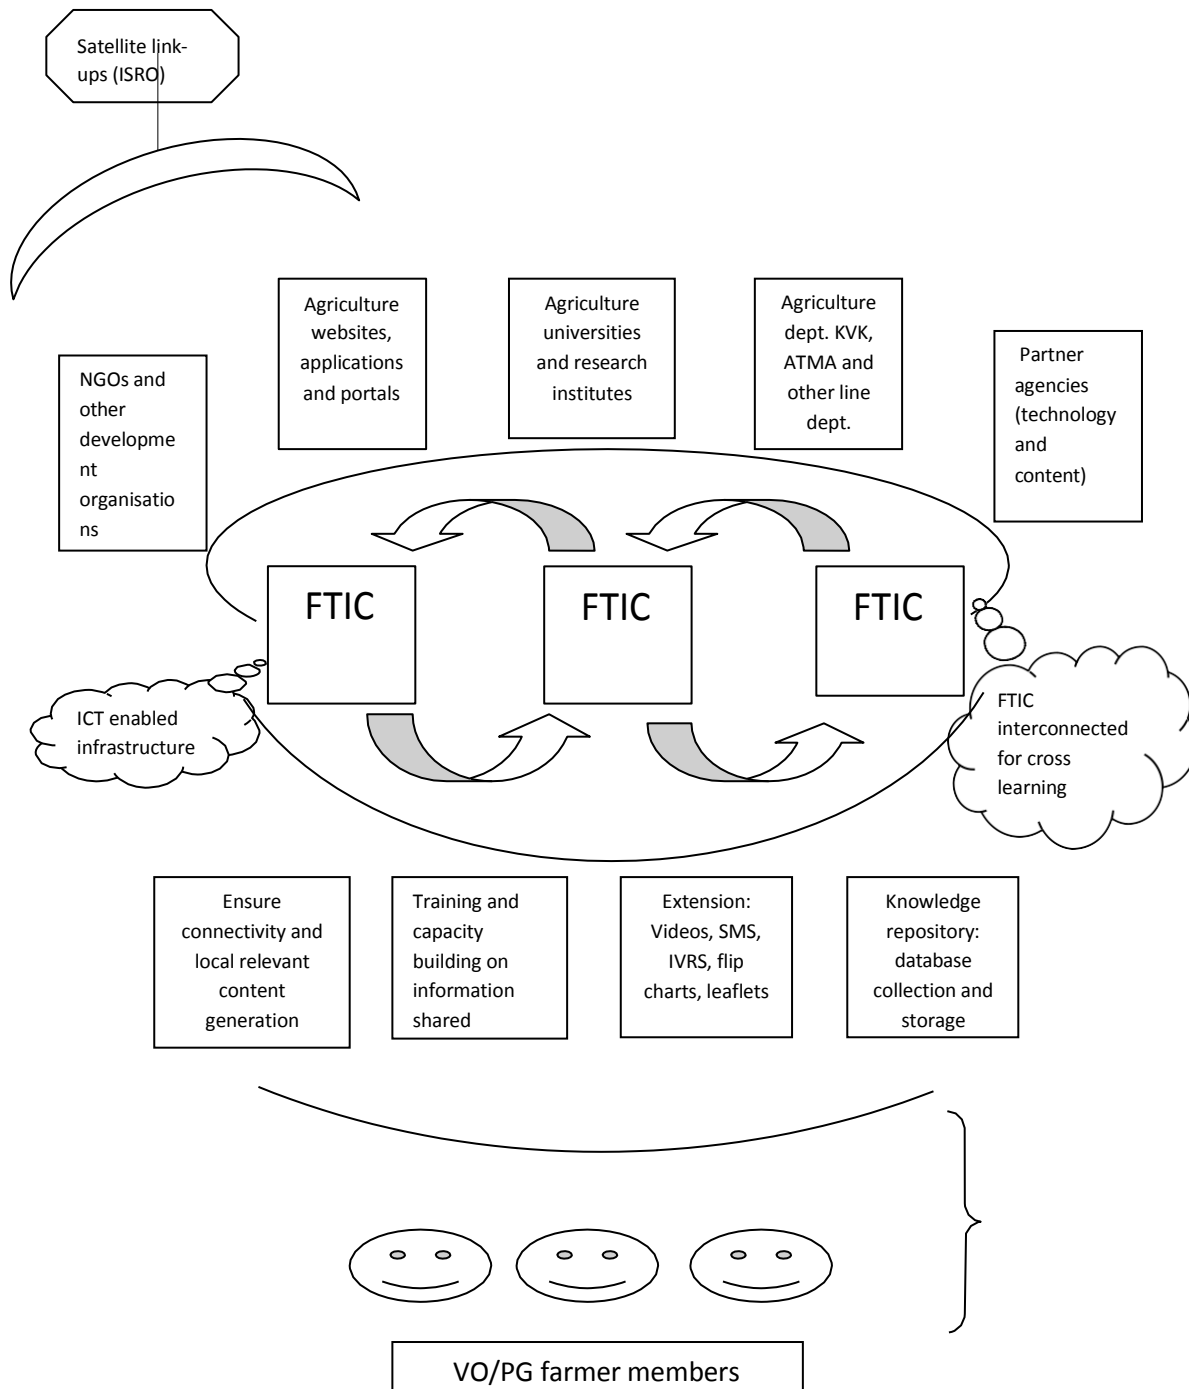 Satellite link-
ups (ISRO)
Agriculture
websites,
applications
and portals
Agriculture
universities
and research
institutes
Agriculture
dept. KVK,
ATMA and
other line
dept.
Partner
agencies
(technology
and
content)
NGOs and
other
developme
nt
organisatio
ns
FTIC
FTIC
FTIC
ICT enabled
infrastructure
FTIC
interconnected
for cross
learning
Ensure
connectivity and
local relevant
content
generation
Training and
capacity
building on
information
shared
Extension:
Videos, SMS,
IVRS, flip
charts, leaflets
Knowledge
repository:
database
collection and
storage
VO/PG farmer members